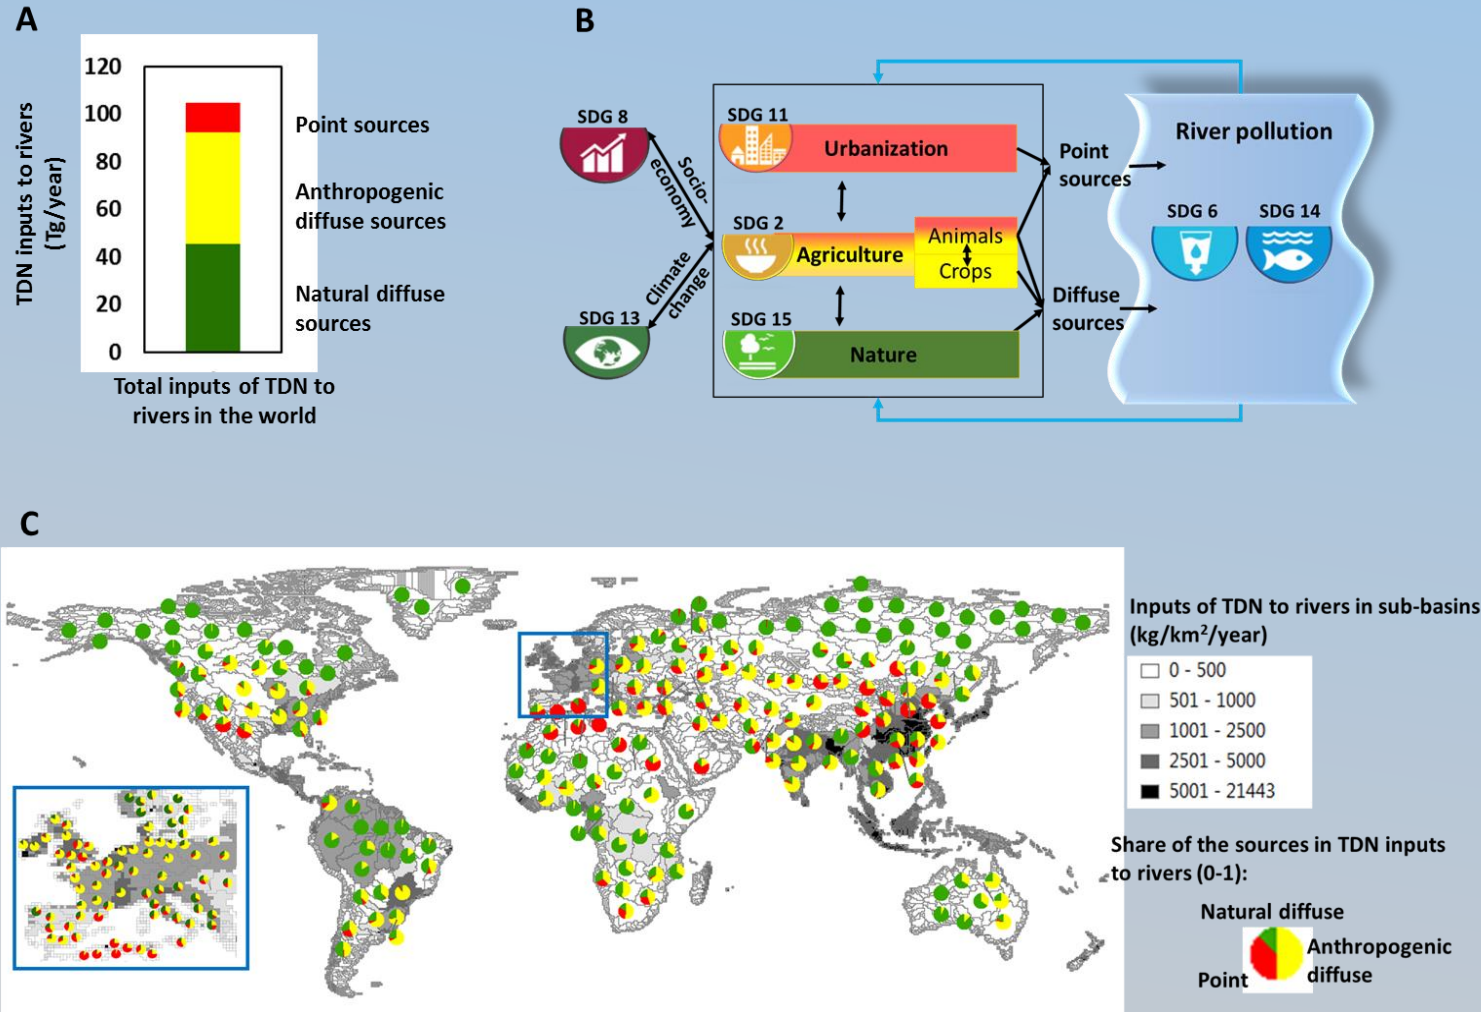 A
120
100
80
60
40
20
0
TDN inputs to rivers
(Tg/year)
Point sources
Anthropogenic
diffuse sources
Natural diffuse
sources
Total inputs of TDN to
rivers in the world
B
SDG 8
Socio-
economy
Climate
change
SDG 13
SDG 11
Urbanization
SDG 2
Agriculture
Animals
Crops
SDG 15
Nature
Point
sources
Diffuse
sources
River pollution
SDG 6
SDG 14
C
Inputs of TDN to rivers in sub-basins
(kg/km²/year)
0 - 500
501 - 1000
1001 - 2500
2501 - 5000
5001 - 21443
Share of the sources in TDN inputs
to rivers (0-1):
Natural diffuse
Anthropogenic
diffuse
Point